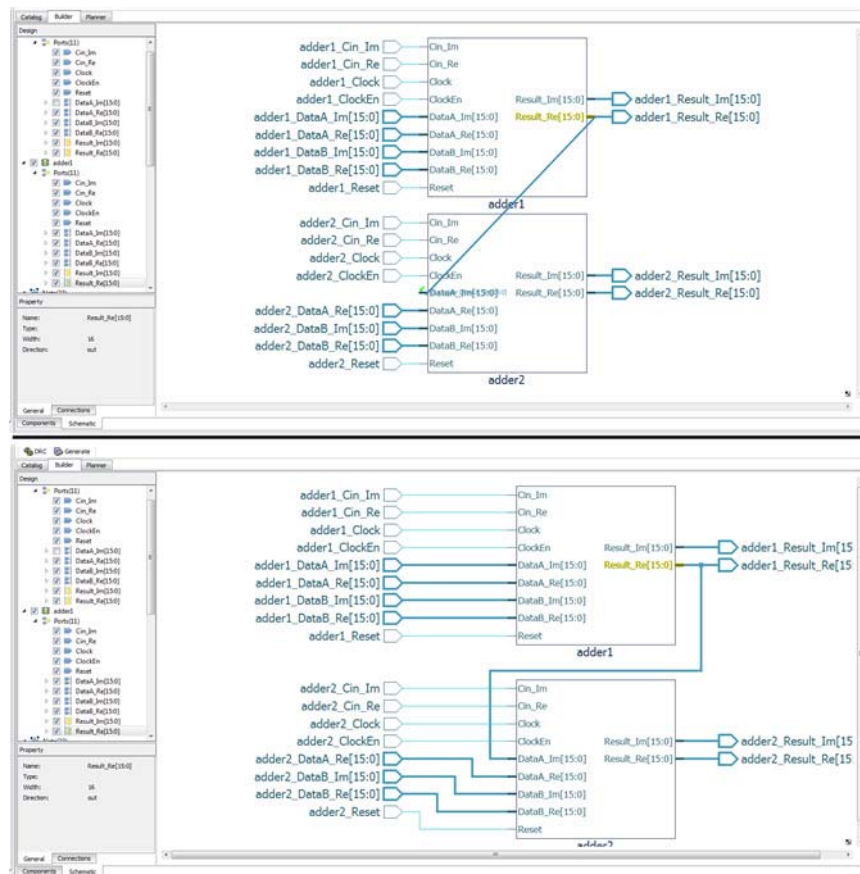 Catalog Builder Planner
Design
Ports(11)
Cin_Im
Cin_Re
Clock
ClockEn
Reset
DataA_Im[15:0]
DataA_Re[15:0]
DataB_Im[15:0]
DataB_Re[15:0]
Result_Im[15:0]
Result_Re[15:0]
adder1
Ports(11)
Cin_Im
Cin_Re
Clock
ClockEn
Reset
DataA_Im[15:0]
DataA_Re[15:0]
DataB_Im[15:0]
DataB_Re[15:0]
Result_Im[15:0]
Result_Re[15:0]
Property
Name: Result_Re[15:0]
Type:
Width: 16
Direction: out
General Connections
Components Schematic
adder1_Cin_Im Cin_Im
adder1_Cin_Re Cin_Re
adder1_Clock Clock
adder1_ClockEn ClockEn Result_Im[15:0] adder1_Result_Im[15:0]
adder1_DataA_Im[15:0] DataA_Im[15:0] Result_Re[15:0] adder1_Result_Re[15:0]
adder1_DataA_Re[15:0] DataA_Re[15:0]
adder1_DataB_Im[15:0] DataB_Im[15:0]
adder1_DataB_Re[15:0] DataB_Re[15:0]
adder1_Reset Reset
adder1
adder2_Cin_Im Cin_Im
adder2_Cin_Re Cin_Re
adder2_Clock Clock
adder2_ClockEn ClockEn Result_Im[15:0] adder2_Result_Im[15:0]
DataA_Im[15:0] Result_Re[15:0] adder2_Result_Re[15:0]
adder2_DataA_Re[15:0] DataA_Re[15:0]
adder2_DataB_Im[15:0] DataB_Im[15:0]
adder2_DataB_Re[15:0] DataB_Re[15:0]
adder2_Reset Reset
adder2
DRC Generate
Catalog Builder Planner
Design
Ports(11)
Cin_Im
Cin_Re
Clock
ClockEn
Reset
DataA_Im[15:0]
DataA_Re[15:0]
DataB_Im[15:0]
DataB_Re[15:0]
Result_Im[15:0]
Result_Re[15:0]
adder1
Ports(11)
Cin_Im
Cin_Re
Clock
ClockEn
Reset
DataA_Im[15:0]
DataA_Re[15:0]
DataB_Im[15:0]
DataB_Re[15:0]
Result_Im[15:0]
Result_Re[15:0]
Property
Name: Result_Re[15:0]
Type:
Width: 16
Direction: out
General Connections
Components Schematic
adder1_Cin_Im Cin_Im
adder1_Cin_Re Cin_Re
adder1_Clock Clock
adder1_ClockEn ClockEn Result_Im[15:0] adder1_Result_Im[15
adder1_DataA_Im[15:0] DataA_Im[15:0] Result_Re[15:0] adder1_Result_Re[15
adder1_DataA_Re[15:0] DataA_Re[15:0]
adder1_DataB_Im[15:0] DataB_Im[15:0]
adder1_DataB_Re[15:0] DataB_Re[15:0]
adder1_Reset Reset
adder1
adder2_Cin_Im Cin_Im
adder2_Cin_Re Cin_Re
adder2_Clock Clock
adder2_ClockEn ClockEn Result_Im[15:0] adder2_Result_Im[15
adder2_DataA_Re[15:0] DataA_Im[15:0] Result_Re[15:0] adder2_Result_Re[15
adder2_DataB_Im[15:0] DataA_Re[15:0]
adder2_DataB_Re[15:0] DataB_Im[15:0]
adder2_Reset DataB_Re[15:0]
Reset
adder2